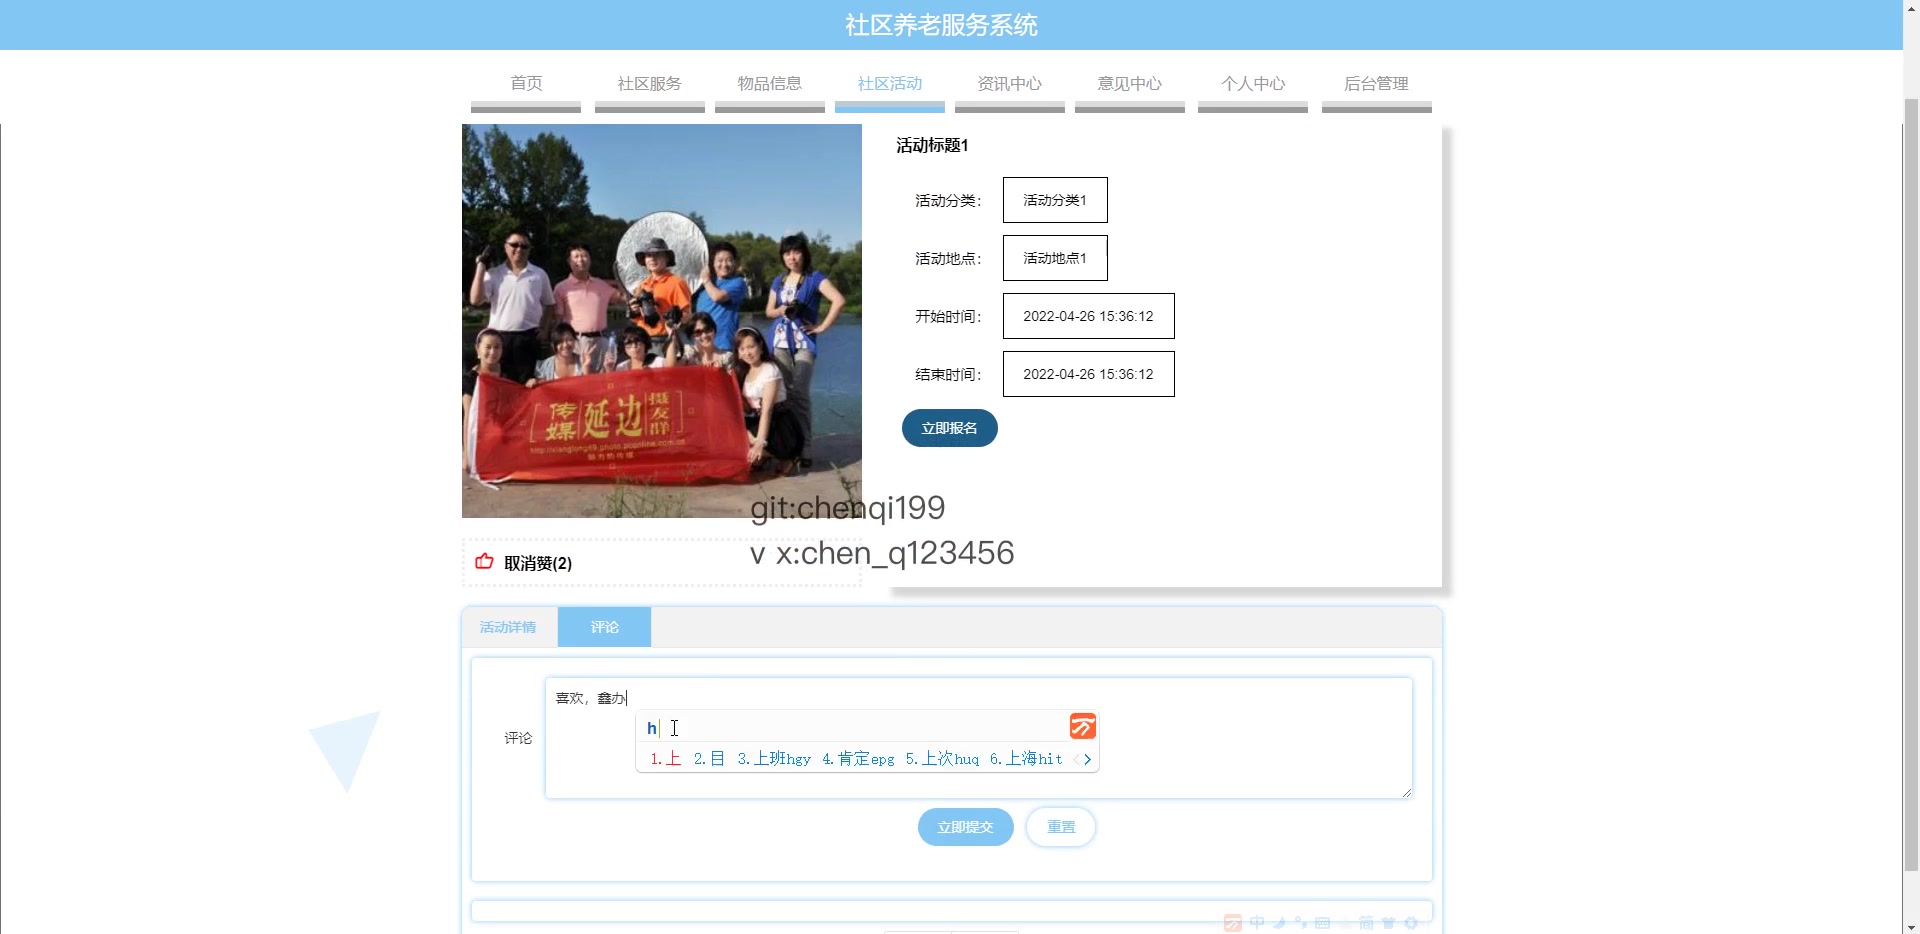 社区养老服务系统
首页 社区服务 物品信息 社区活动 资讯中心 意见中心 个人中心 后台管理
活动标题1
活动分类： 活动分类1
活动地点： 活动地点1
开始时间： 2022-04-26 15:36:12
结束时间： 2022-04-26 15:36:12
立即报名
传媒 延边 摄友群
git:chenqi199
v x:chen_q123456
取消赞(2)
活动详情 评论
评论
喜欢，鑫办
h
1.上 2.目 3.上班hgy 4.肯定epg 5.上次huq 6.上海hit
立即提交 重置
中 简